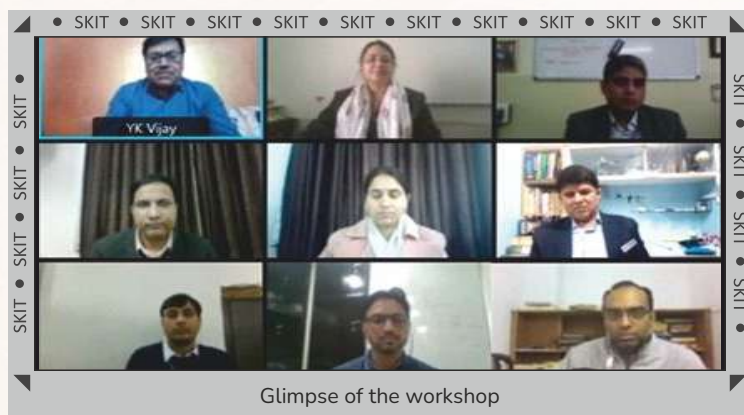 SKIT • SKIT • SKIT • SKIT • SKIT • SKIT • SKIT • SKIT • SKIT • SKIT
SKIT • SKIT • SKIT • SKIT •
SKIT • SKIT • SKIT • SKIT •
YK Vijay
Glimpse of the workshop